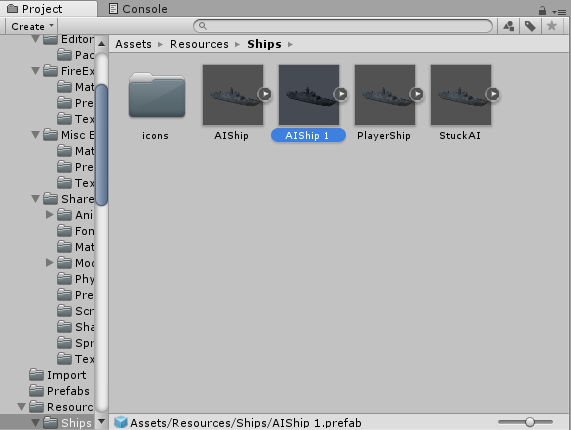 Project
Console
Create
Assets Resources Ships
Editor
Pac
FireEx
Mat
Pre
Tex
Misc E
Mat
Pre
Tex
Share
Ani
Fon
Mat
Moc
Phy
Pre
Scr
Sha
Spr
Tex
Import
Prefabs
Resourc
Ships
icons
AIShip
AIShip 1
PlayerShip
StuckAI
Assets/Resources/Ships/AIShip 1.prefab